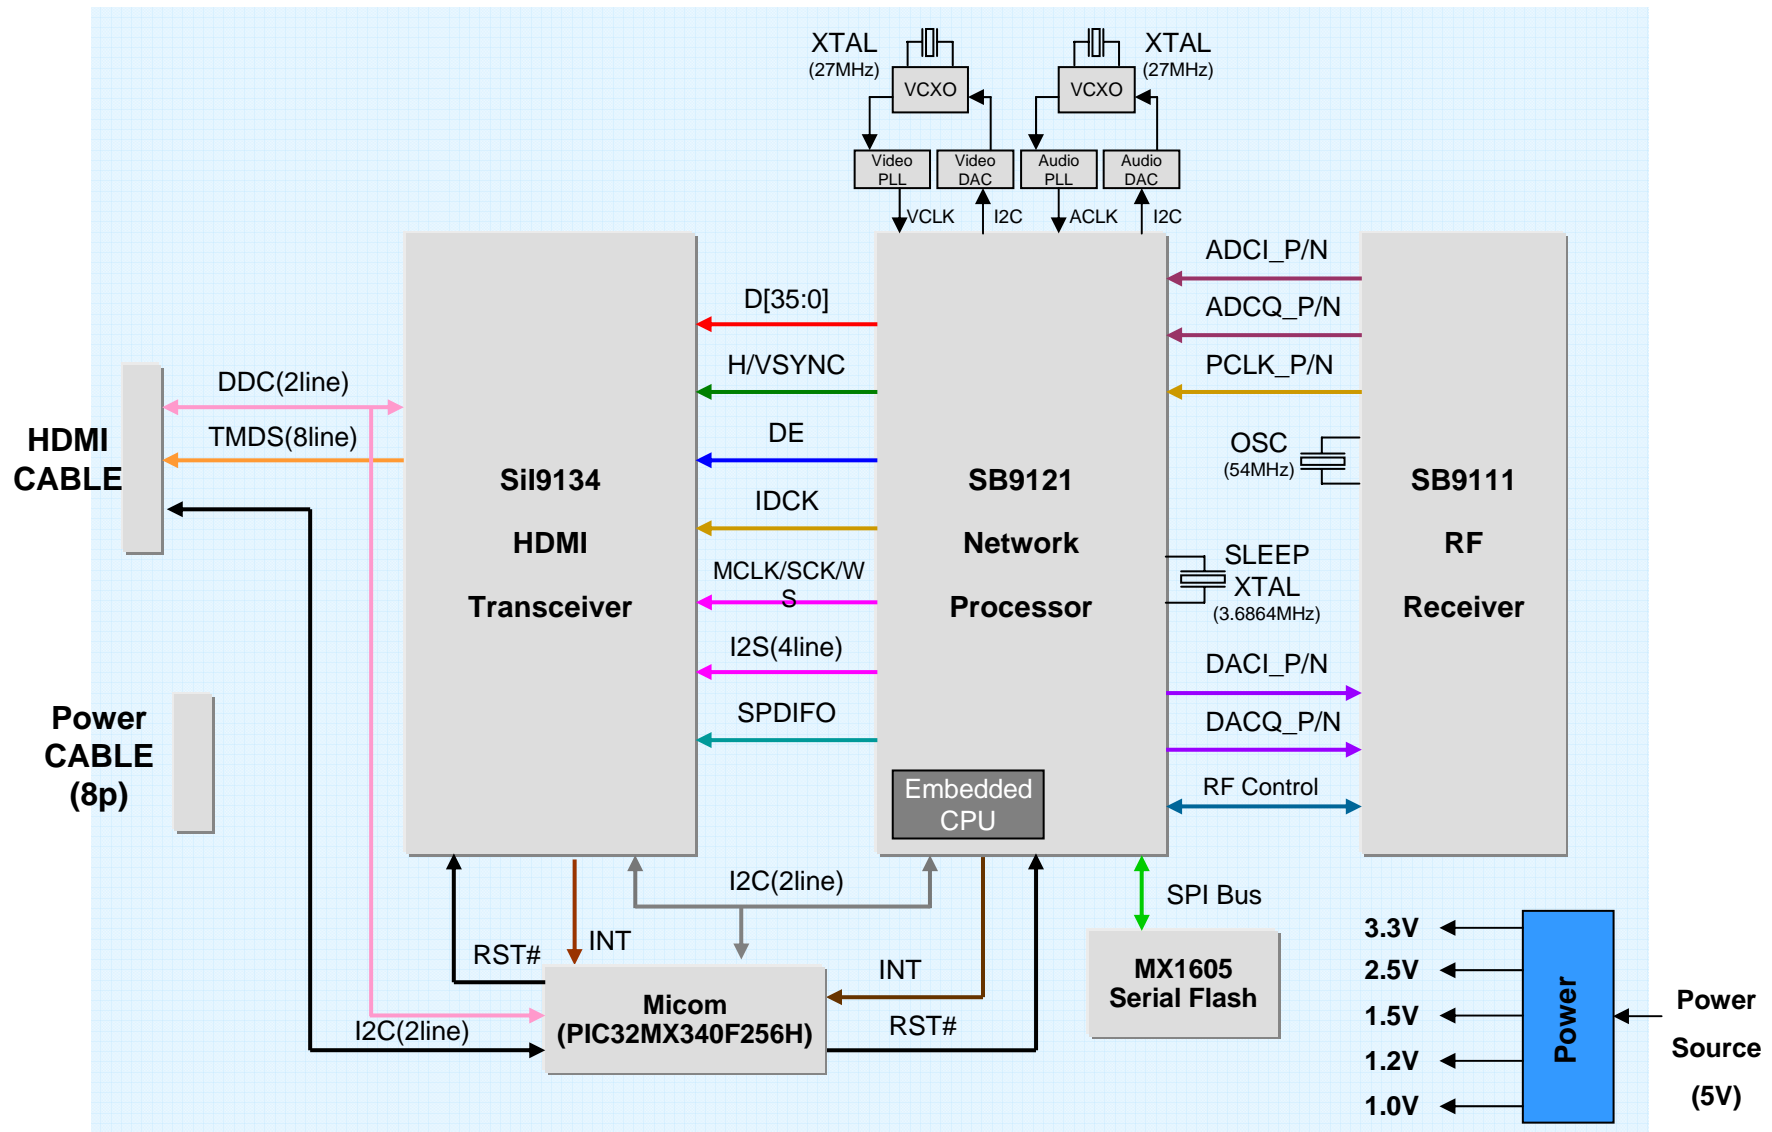 XTAL
(27MHz)
VCXO
XTAL
(27MHz)
VCXO
Video
PLL
Video
DAC
Audio
PLL
Audio
DAC
VCLK
I2C
ACLK
I2C
ADCI_P/N
ADCQ_P/N
PCLK_P/N
D[35:0]
H/VSYNC
DE
IDCK
MCLK/SCK/W
S
I2S(4line)
SPDIFO
DDC(2line)
TMDS(8line)
HDMI
CABLE
SiI9134
HDMI
Transceiver
SB9121
Network
Processor
OSC
(54MHz)
SB9111
RF
Receiver
SLEEP
XTAL
(3.6864MHz)
DACI_P/N
DACQ_P/N
RF Control
Power
CABLE
(8p)
Embedded
CPU
I2C(2line)
SPI Bus
RST#
INT
INT
RST#
I2C(2line)
Micom
(PIC32MX340F256H)
MX1605
Serial Flash
3.3V
2.5V
1.5V
1.2V
1.0V
Power
Power
Source
(5V)